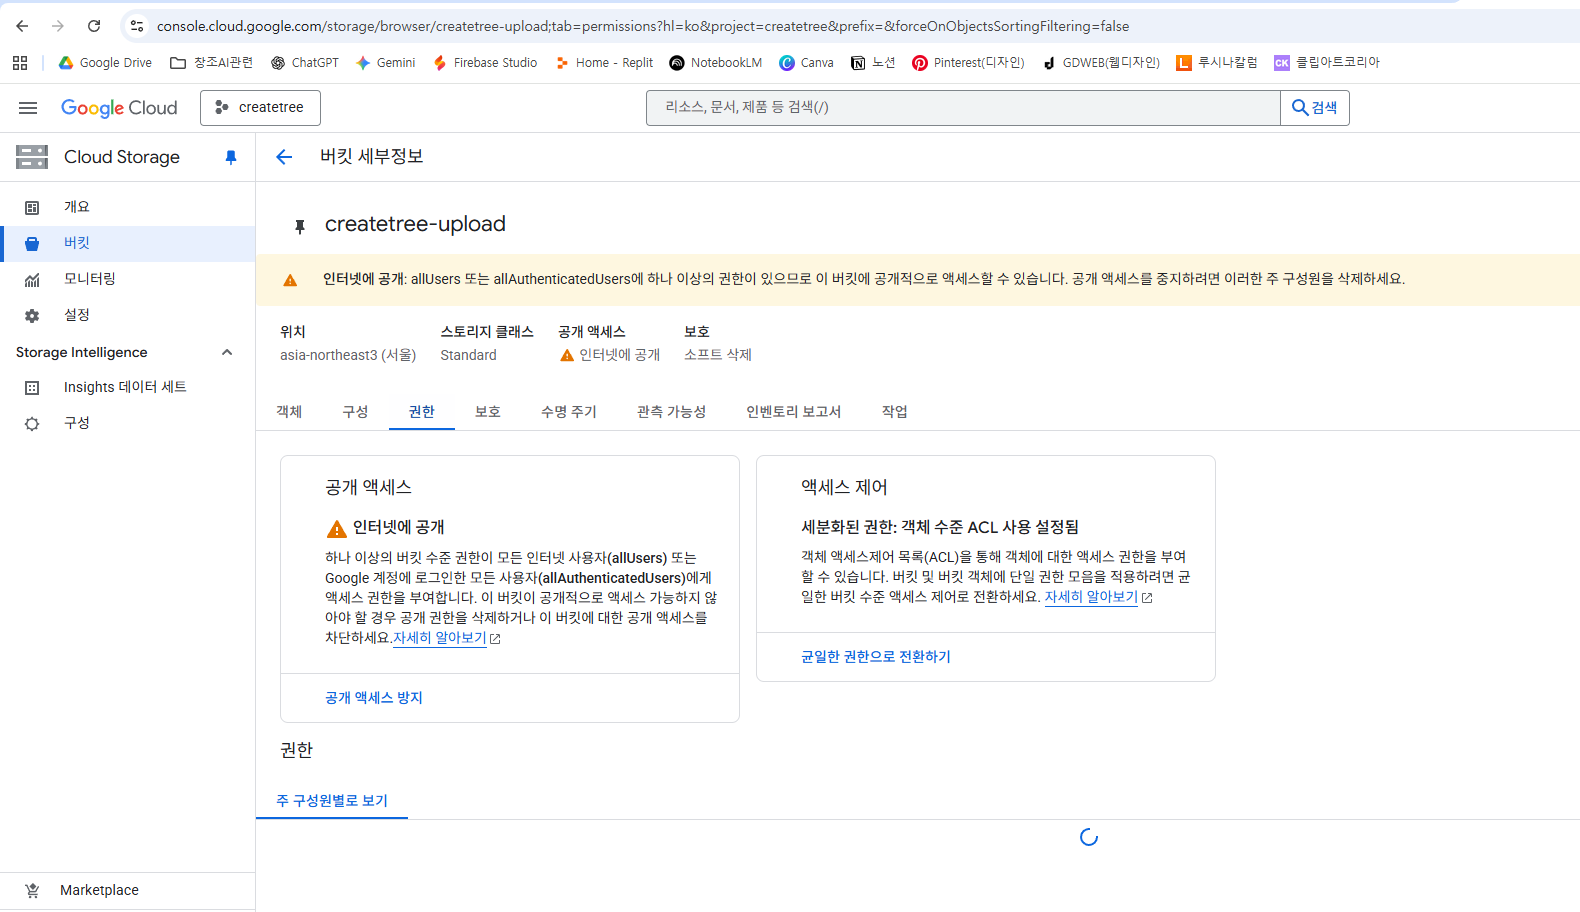 console.cloud.google.com/storage/browser/createtree-upload;tab=permissions?hl=ko&project=createtree&prefix=&forceOnObjectsSortingFiltering=false
Google Drive 창조AI관련 ChatGPT Gemini Firebase Studio Home - Replit NotebookLM Canva 노션 Pinterest(디자인) GDWEB(웹디자인) L 루시나칼럼 CK 클립아트코리아
Google Cloud createtree 리소스, 문서, 제품 등 검색(/) 검색
Cloud Storage
개요
버킷
모니터링
설정
Storage Intelligence
Insights 데이터 세트
구성
Marketplace
버킷 세부정보
createtree-upload
인터넷에 공개: allUsers 또는 allAuthenticatedUsers에 하나 이상의 권한이 있으므로 이 버킷에 공개적으로 액세스할 수 있습니다. 공개 액세스를 중지하려면 이러한 주 구성원을 삭제하세요.
위치 스토리지 클래스 공개 액세스 보호
asia-northeast3 (서울) Standard 인터넷에 공개 소프트 삭제
객체 구성 권한 보호 수명 주기 관측 가능성 인벤토리 보고서 작업
공개 액세스
인터넷에 공개
하나 이상의 버킷 수준 권한이 모든 인터넷 사용자(allUsers) 또는
Google 계정에 로그인한 모든 사용자(allAuthenticatedUsers)에게
액세스 권한을 부여합니다. 이 버킷이 공개적으로 액세스 가능하지 않
아야 할 경우 공개 권한을 삭제하거나 이 버킷에 대한 공개 액세스를
차단하세요.자세히 알아보기
공개 액세스 방지
액세스 제어
세분화된 권한: 객체 수준 ACL 사용 설정됨
객체 액세스제어 목록(ACL)을 통해 객체에 대한 액세스 권한을 부여
할 수 있습니다. 버킷 및 버킷 객체에 단일 권한 모음을 적용하려면 균
일한 버킷 수준 액세스 제어로 전환하세요. 자세히 알아보기
균일한 권한으로 전환하기
권한
주 구성원별로 보기